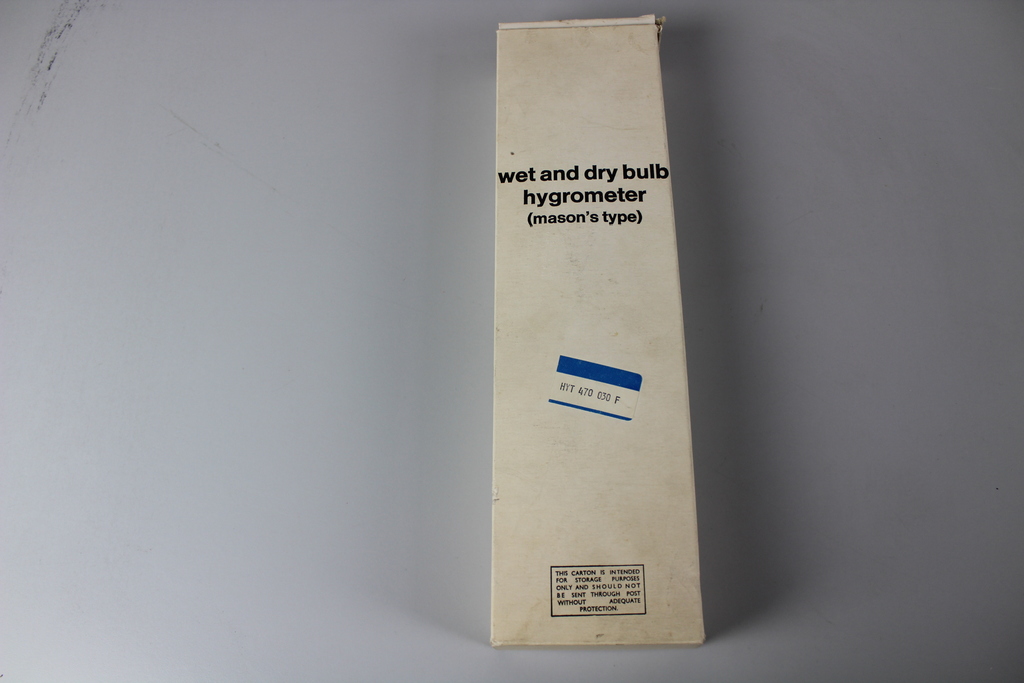 wet and dry bulb
hygrometer
(mason's type)
HYT 470 030 F
THIS CARTON IS INTENDED
FOR STORAGE PURPOSES
ONLY AND SHOULD NOT
BE SENT THROUGH POST
WITHOUT ADEQUATE
PROTECTION.